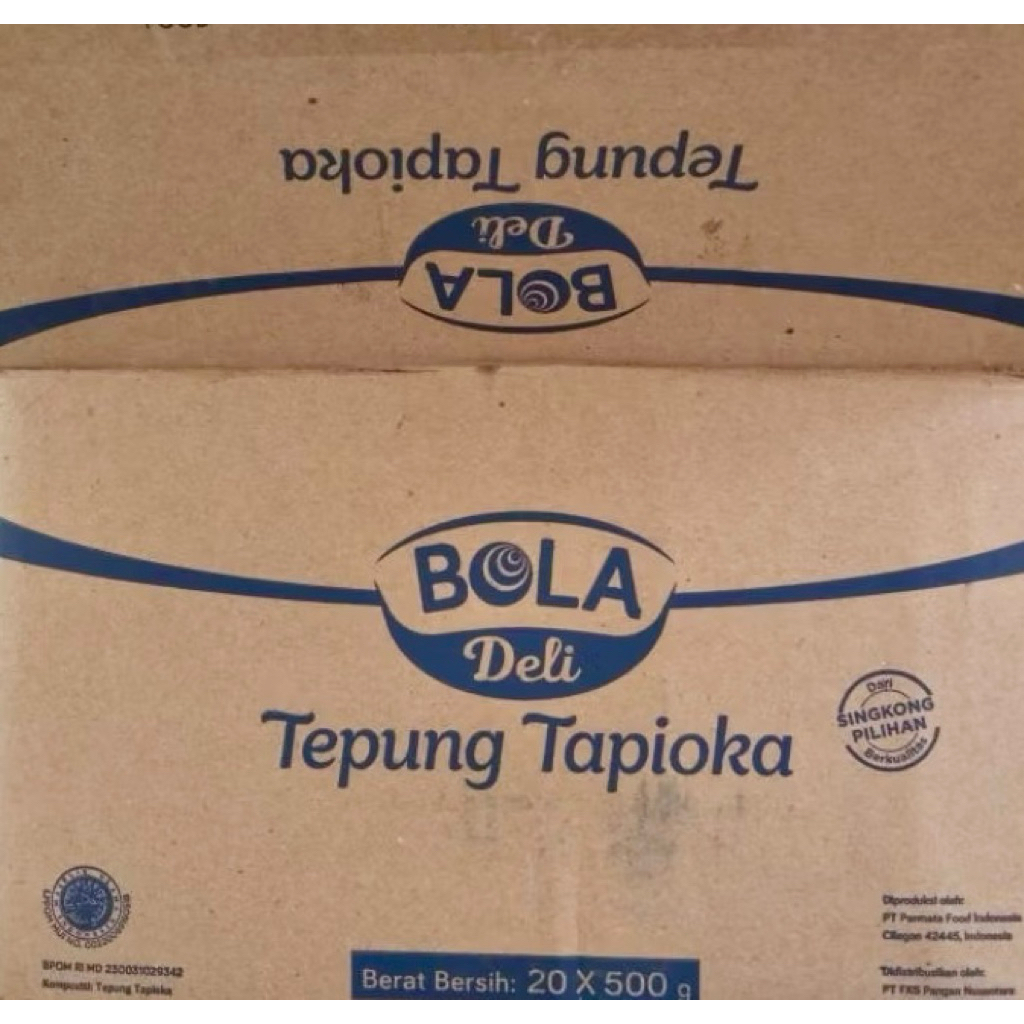 Tepung Tapioka
BOLA
Deli
BOLA
Deli
Tepung Tapioka
Dari
SINGKONG
PILIHAN
Berkualitas
BPOM RI MD 230031029342
Komposisi: Tepung Tapioka
Berat Bersih: 20 X 500 g
Diproduksi oleh:
PT Permata Food Indonesia
Cilegon 42445, Indonesia
Didistribusikan oleh:
PT FKS Pangan Nusantara